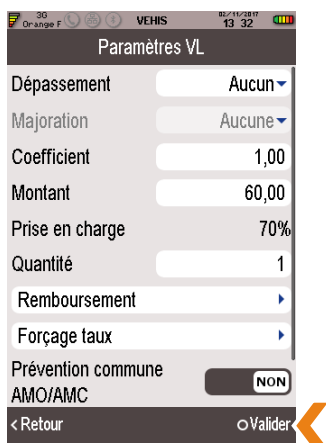 3G
Orange F VEHIS 02/11/2017
13 32
Paramètres VL
Dépassement Aucun
Majoration Aucune
Coefficient 1,00
Montant 60,00
Prise en charge 70%
Quantité 1
Remboursement
Forçage taux
Prévention commune
AMO/AMC NON
< Retour Valider